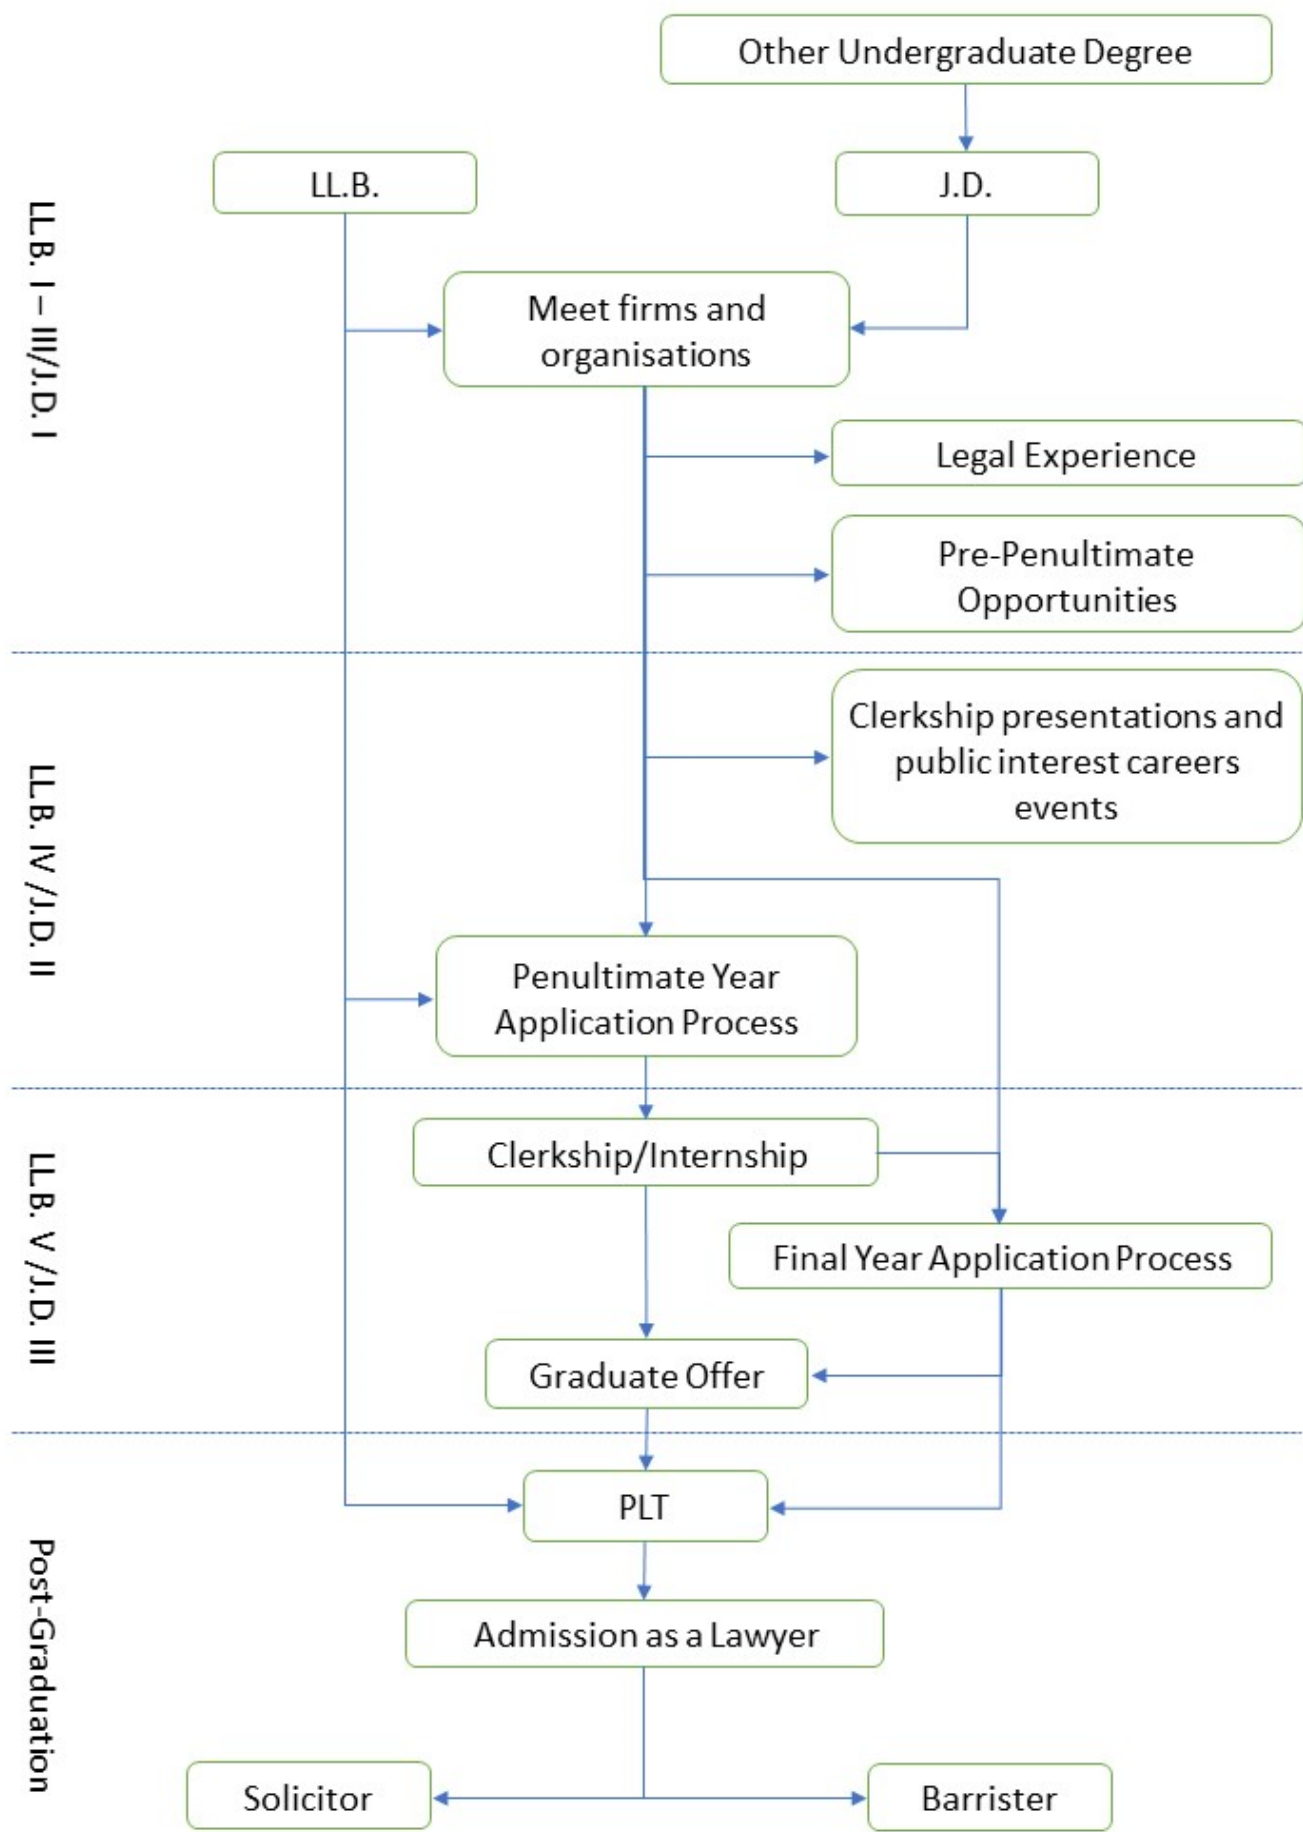 Other Undergraduate Degree
LL.B.
J.D.
LL.B. I – III/J.D. I
Meet firms and
organisations
Legal Experience
Pre-Penultimate
Opportunities
LL.B. IV /J.D. II
Clerkship presentations and
public interest careers
events
Penultimate Year
Application Process
LL.B. V /J.D. III
Clerkship/Internship
Final Year Application Process
Graduate Offer
Post-Graduation
PLT
Admission as a Lawyer
Solicitor
Barrister